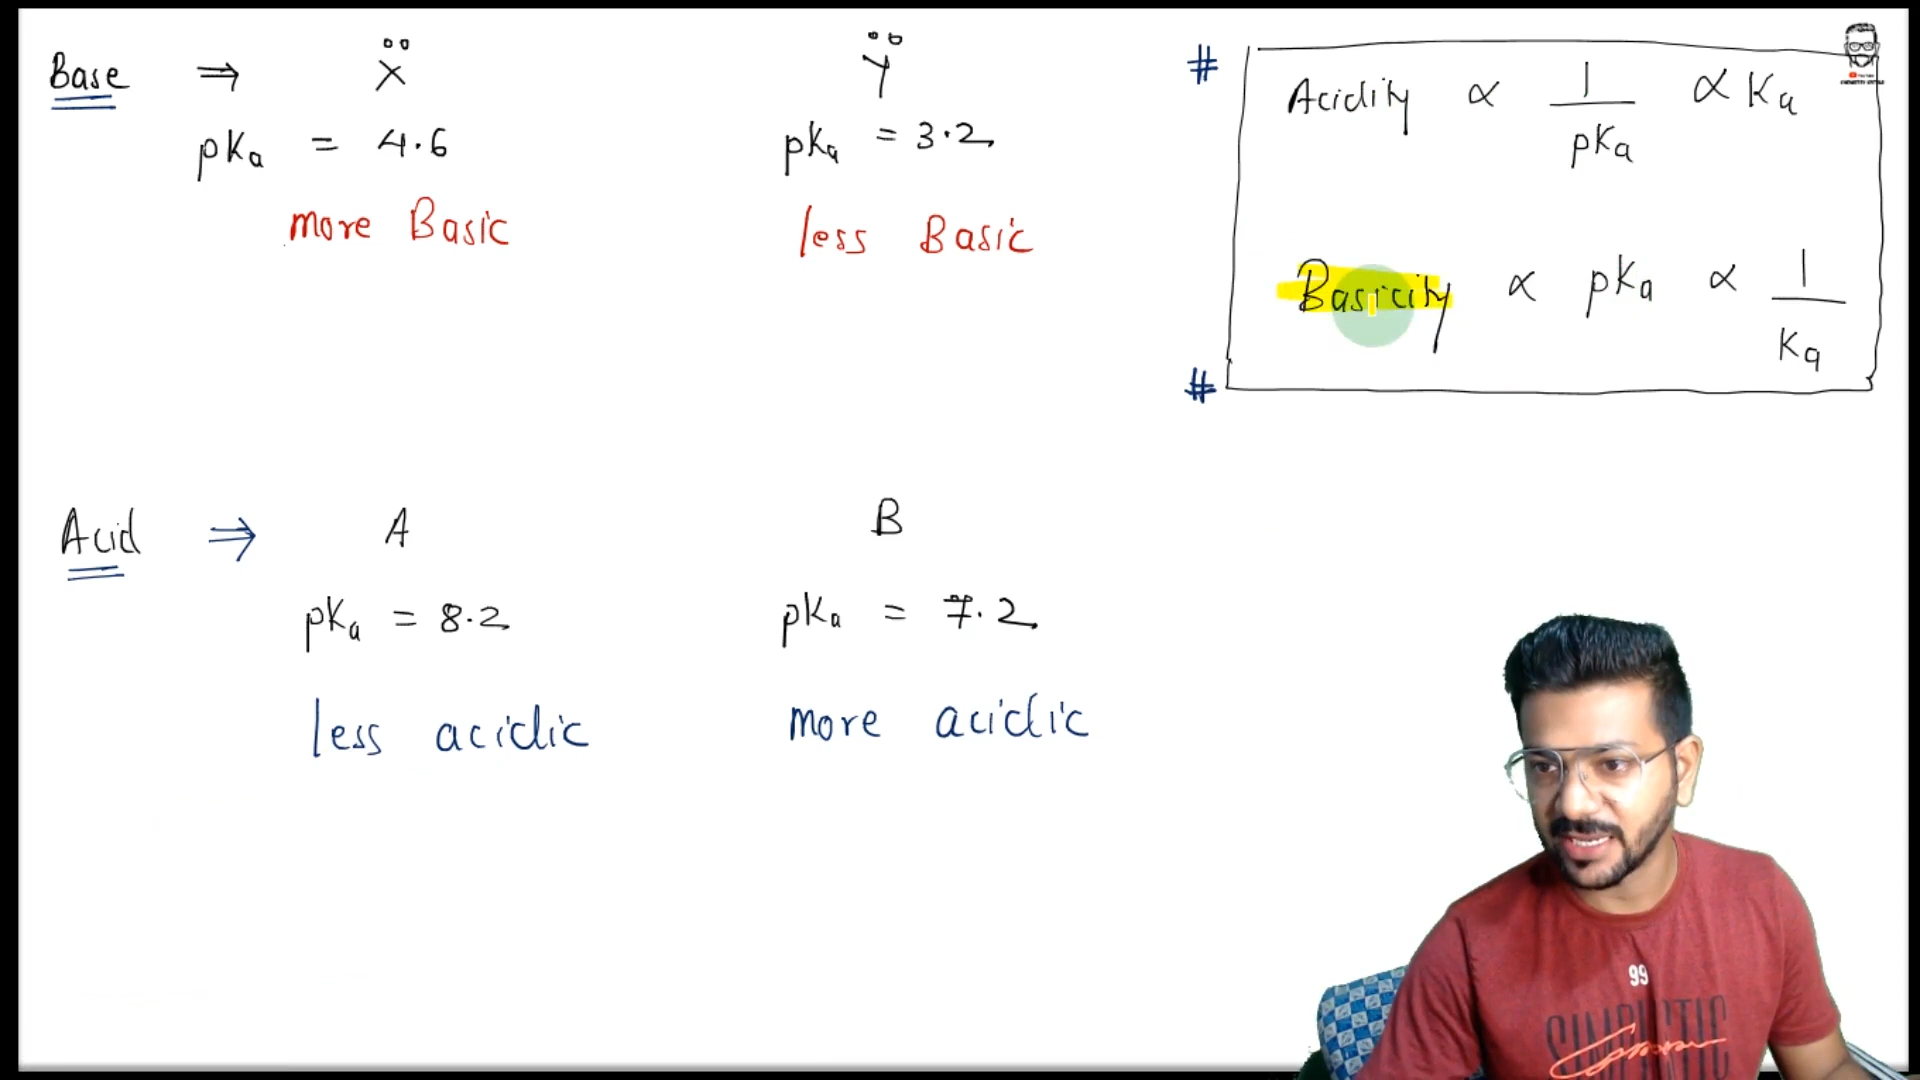 Base ⇒ Ẍ Ÿ
pKa = 4.6 pKa = 3.2
more Basic less Basic
# Acidity ∝ 1/pKa ∝ Ka
# Basicity ∝ pKa ∝ 1/Ka
Acid ⇒ A B
pKa = 8.2 pKa = 7.2
less acidic more acidic
99